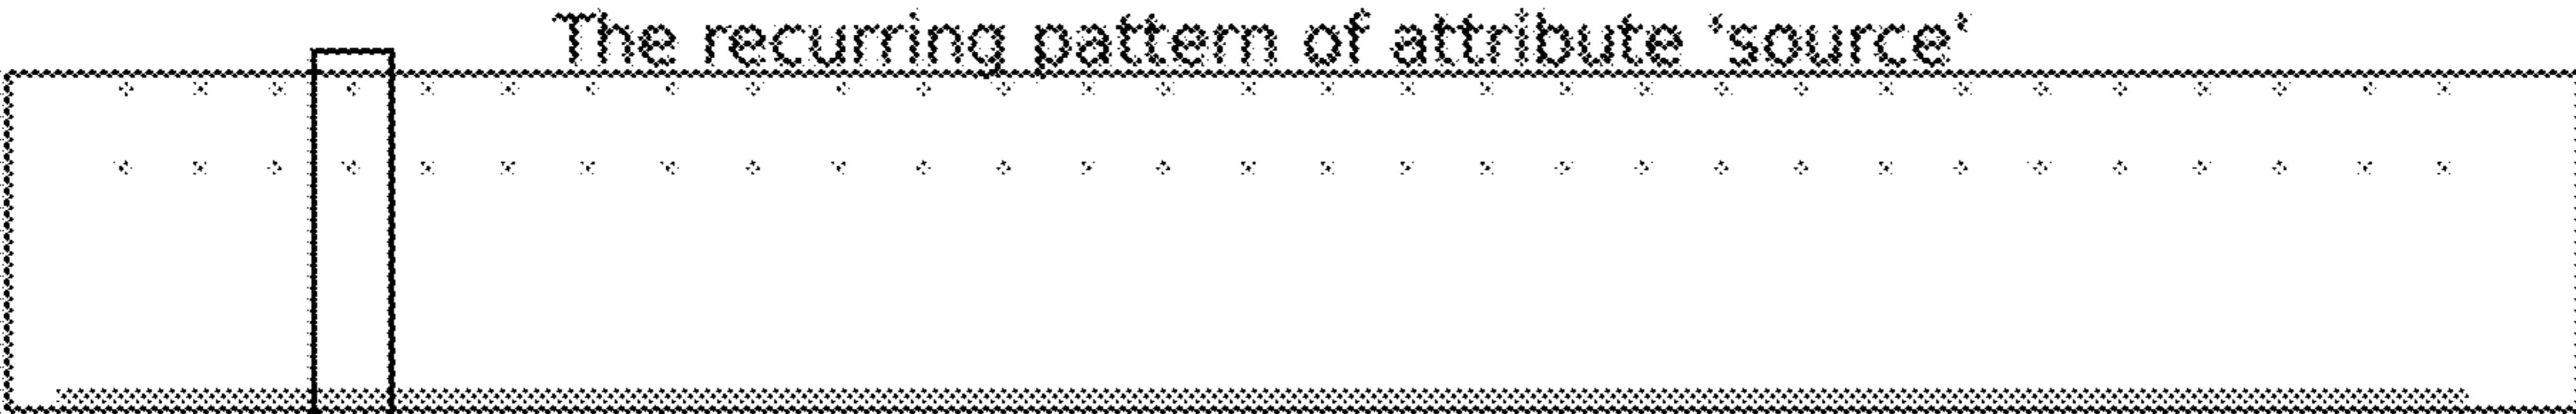 The recurring pattern of attribute ‘source‘